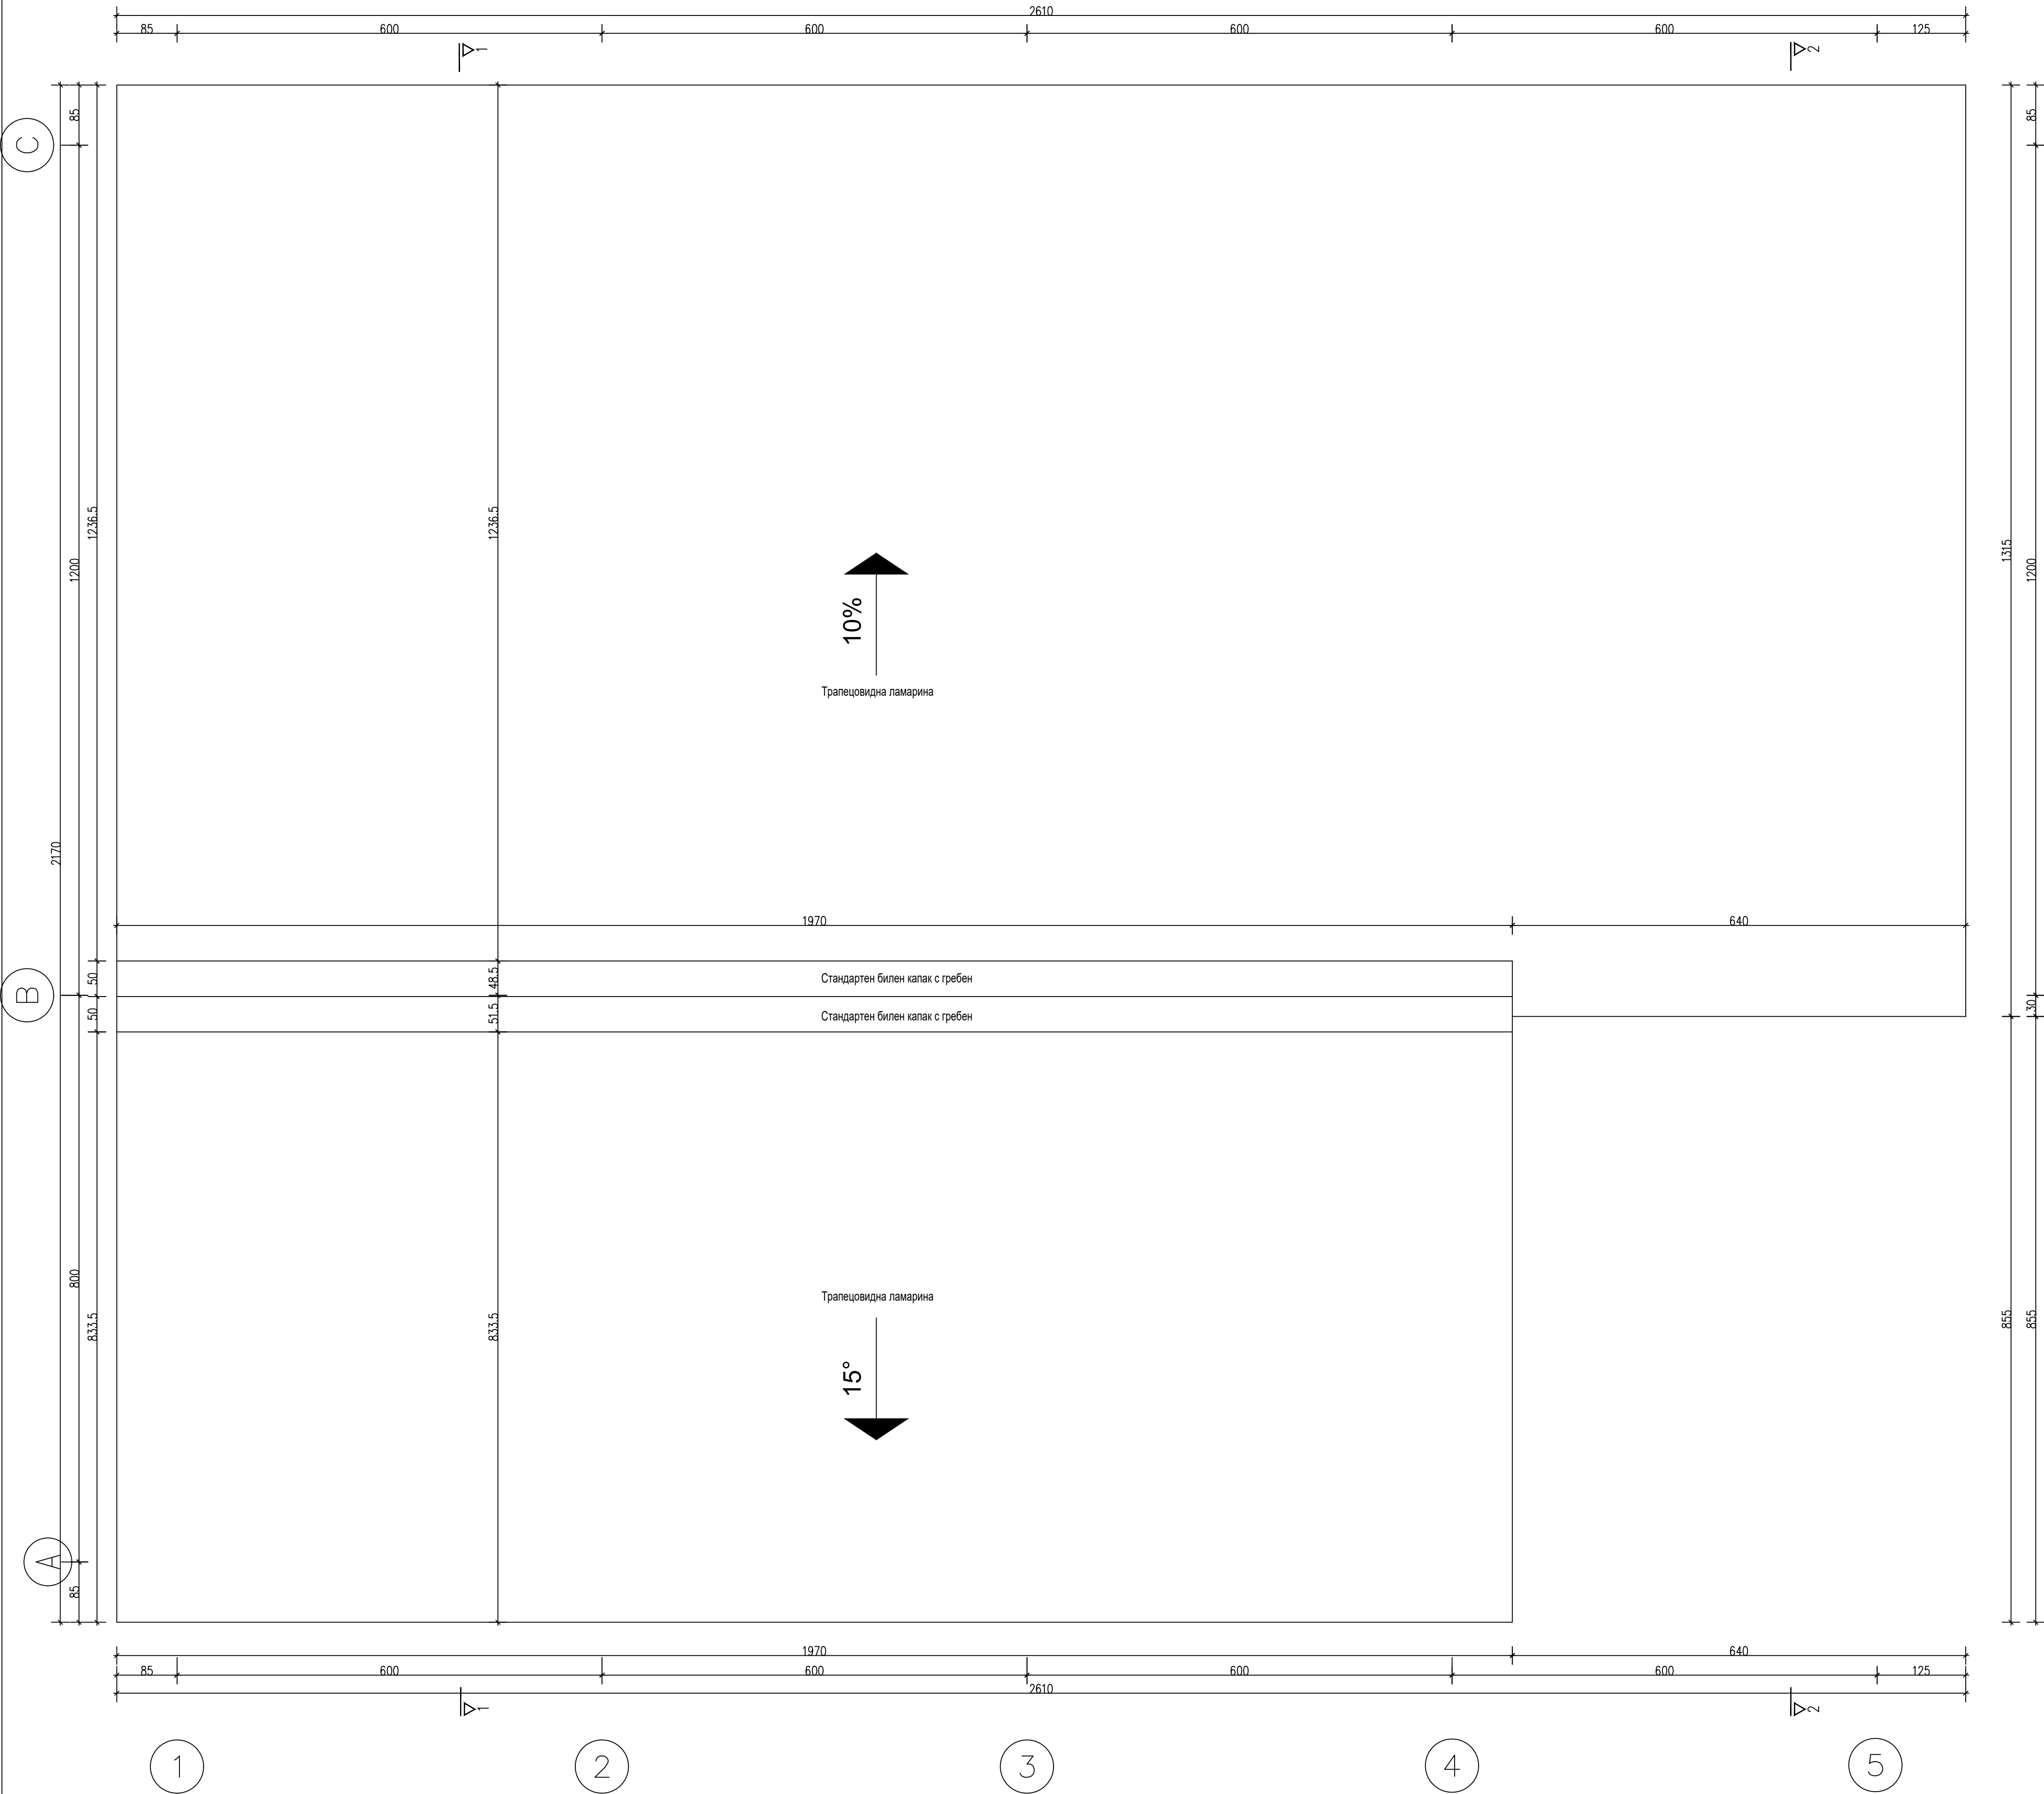 2610
85 600 600 600 600 125
1 2
C
85
85
1236.5
1236.5
1200
1315
1200
10%
Трапецовидна ламарина
2170
1970 640
B
50
48.5
Стандартен билен капак с гребен
30
50
51.5
Стандартен билен капак с гребен
800
833.5
833.5
Трапецовидна ламарина
855
855
15°
A
85
1970 640
85 600 600 600 600 125
2610
1 2
1 2 3 4 5